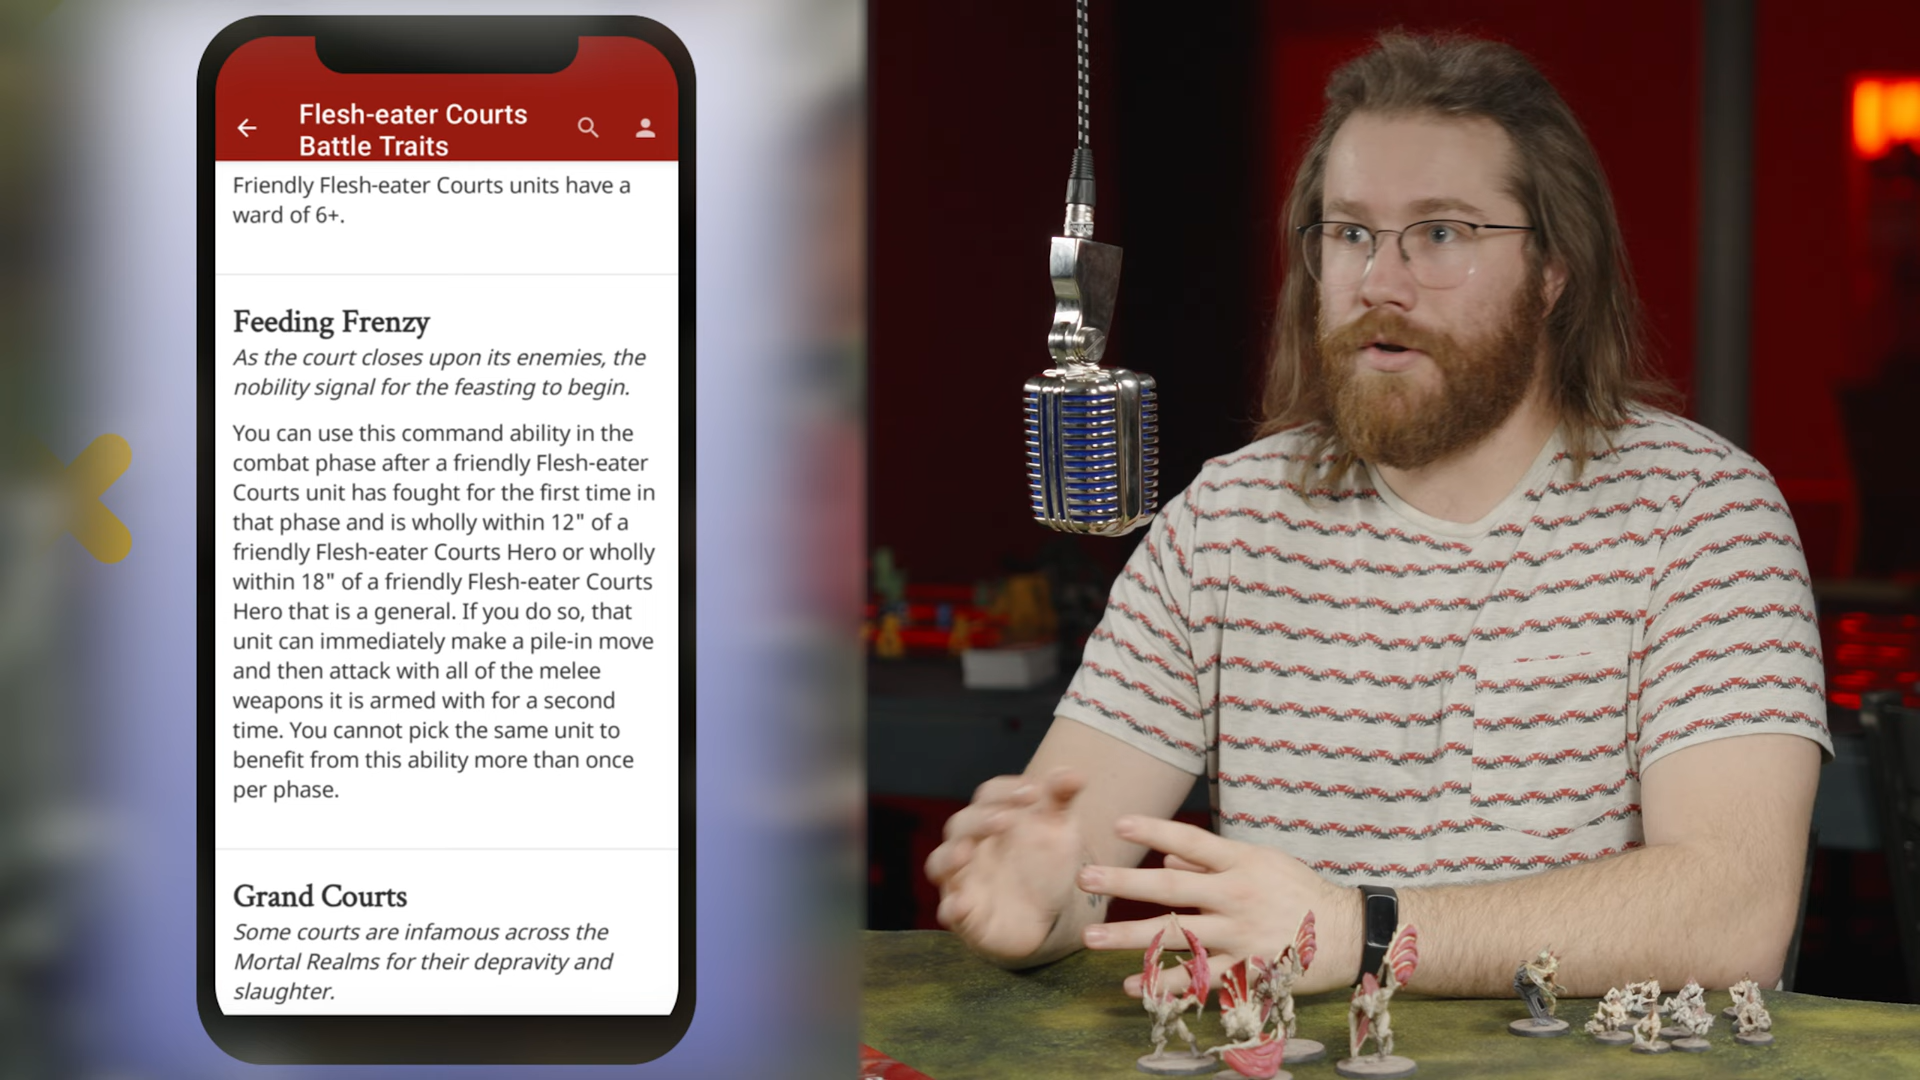 Flesh-eater Courts
Battle Traits
Friendly Flesh-eater Courts units have a
ward of 6+.
Feeding Frenzy
As the court closes upon its enemies, the
nobility signal for the feasting to begin.
You can use this command ability in the
combat phase after a friendly Flesh-eater
Courts unit has fought for the first time in
that phase and is wholly within 12" of a
friendly Flesh-eater Courts Hero or wholly
within 18" of a friendly Flesh-eater Courts
Hero that is a general. If you do so, that
unit can immediately make a pile-in move
and then attack with all of the melee
weapons it is armed with for a second
time. You cannot pick the same unit to
benefit from this ability more than once
per phase.
Grand Courts
Some courts are infamous across the
Mortal Realms for their depravity and
slaughter.